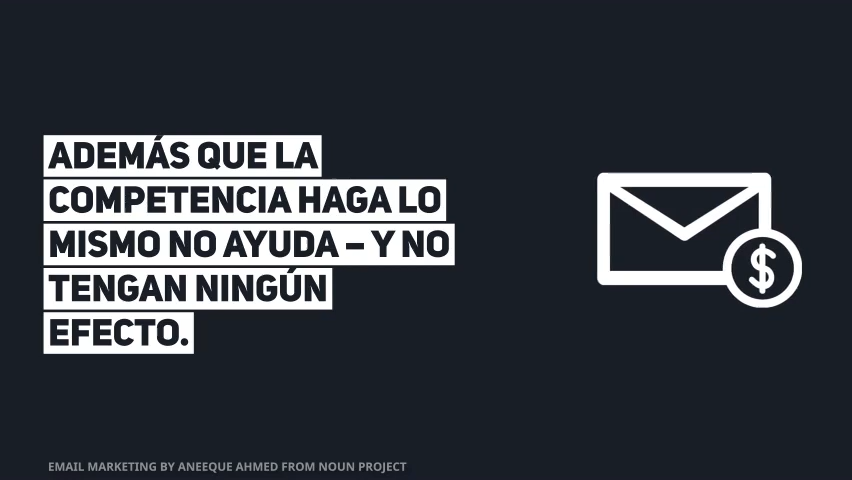 ADEMÁS QUE LA
COMPETENCIA HAGA LO
MISMO NO AYUDA – Y NO
TENGAN NINGÚN
EFECTO.
$
EMAIL MARKETING BY ANEEQUE AHMED FROM NOUN PROJECT